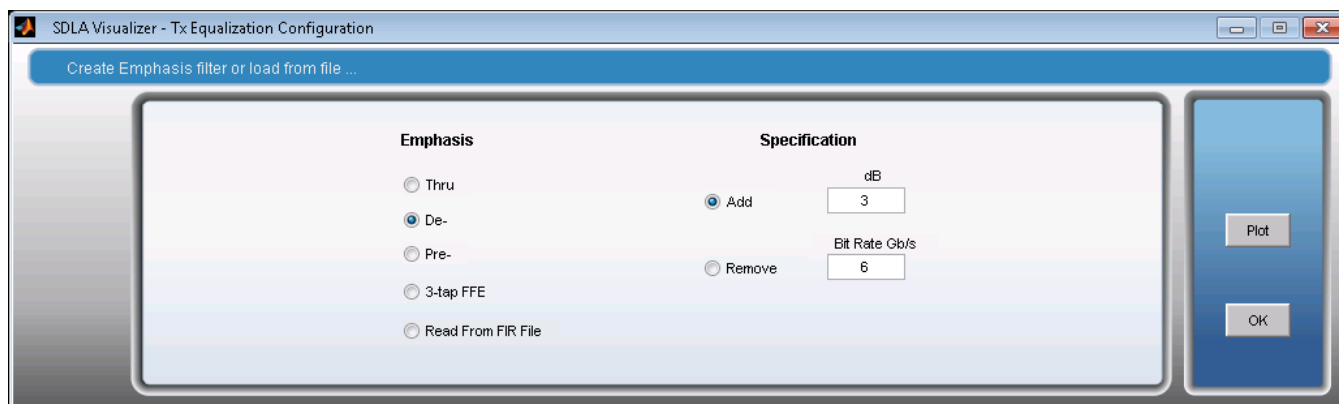 SDLA Visualizer - Tx Equalization Configuration
Create Emphasis filter or load from file ...
Emphasis
Thru
De-
Pre-
3-tap FFE
Read From FIR File
Specification
dB
Add
3
Bit Rate Gb/s
Remove
6
Plot
OK